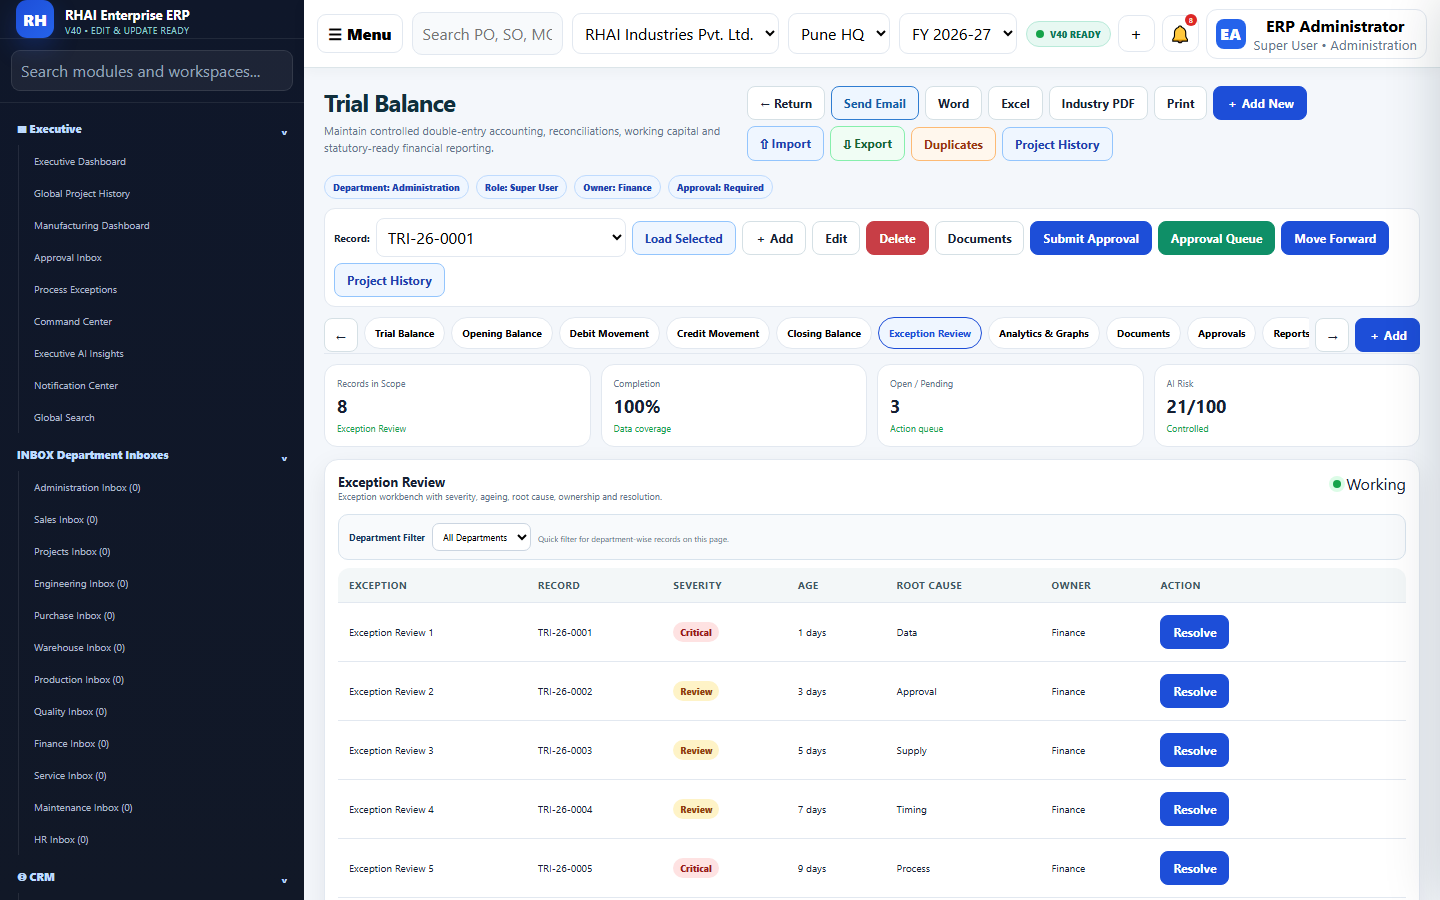 RH
RHAI Enterprise ERP
V40 • EDIT & UPDATE READY
Search modules and workspaces...
Executive
Executive Dashboard
Global Project History
Manufacturing Dashboard
Approval Inbox
Process Exceptions
Command Center
Executive AI Insights
Notification Center
Global Search
INBOX Department Inboxes
Administration Inbox (0)
Sales Inbox (0)
Projects Inbox (0)
Engineering Inbox (0)
Purchase Inbox (0)
Warehouse Inbox (0)
Production Inbox (0)
Quality Inbox (0)
Finance Inbox (0)
Service Inbox (0)
Maintenance Inbox (0)
HR Inbox (0)
CRM
☰ Menu
Search PO, SO, MC
RHAI Industries Pvt. Ltd.
Pune HQ
FY 2026-27
V40 READY
+
8
EA
ERP Administrator
Super User • Administration
Trial Balance
Maintain controlled double-entry accounting, reconciliations, working capital and
statutory-ready financial reporting.
← Return
Send Email
Word
Excel
Industry PDF
Print
+ Add New
⇧ Import
⇩ Export
Duplicates
Project History
Department: Administration
Role: Super User
Owner: Finance
Approval: Required
Record:
TRI-26-0001
Load Selected
+ Add
Edit
Delete
Documents
Submit Approval
Approval Queue
Move Forward
Project History
←
Trial Balance
Opening Balance
Debit Movement
Credit Movement
Closing Balance
Exception Review
Analytics & Graphs
Documents
Approvals
Reports
→
+ Add
Records in Scope
8
Exception Review
Completion
100%
Data coverage
Open / Pending
3
Action queue
AI Risk
21/100
Controlled
Exception Review
Exception workbench with severity, ageing, root cause, ownership and resolution.
Working
Department Filter
All Departments
Quick filter for department-wise records on this page.
EXCEPTION RECORD SEVERITY AGE ROOT CAUSE OWNER ACTION
Exception Review 1 TRI-26-0001 Critical 1 days Data Finance Resolve
Exception Review 2 TRI-26-0002 Review 3 days Approval Finance Resolve
Exception Review 3 TRI-26-0003 Review 5 days Supply Finance Resolve
Exception Review 4 TRI-26-0004 Review 7 days Timing Finance Resolve
Exception Review 5 TRI-26-0005 Critical 9 days Process Finance Resolve